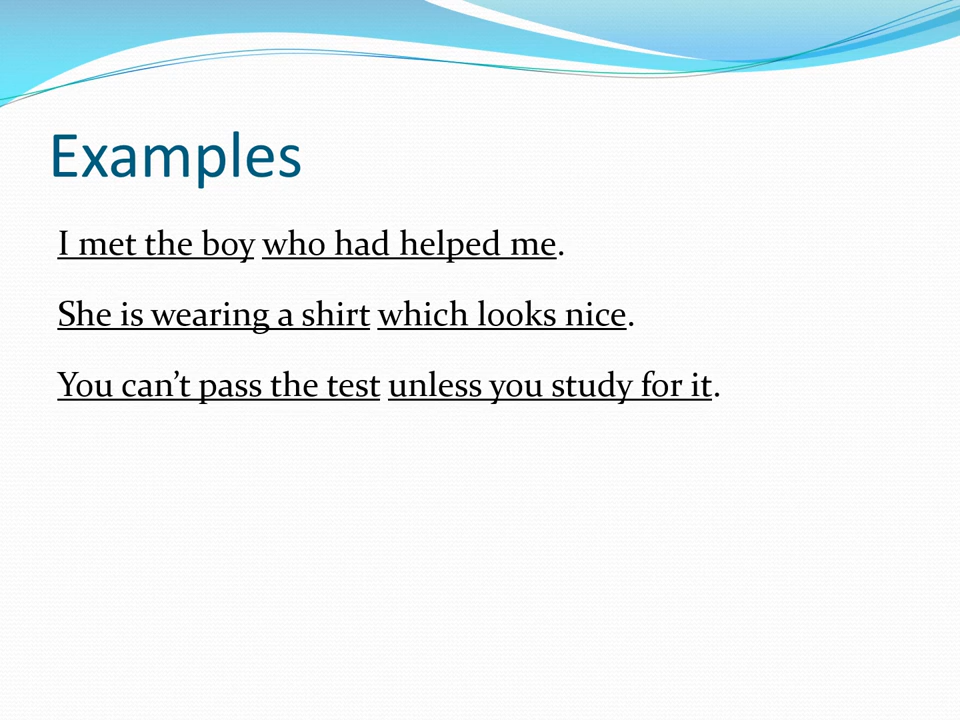 Examples
I met the boy who had helped me.
She is wearing a shirt which looks nice.
You can’t pass the test unless you study for it.